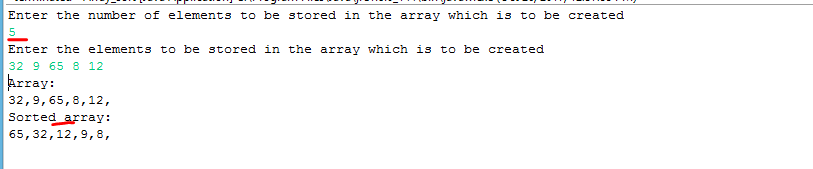 Enter the number of elements to be stored in the array which is to be created
5
Enter the elements to be stored in the array which is to be created
32 9 65 8 12
Array:
32,9,65,8,12,
Sorted array:
65,32,12,9,8,